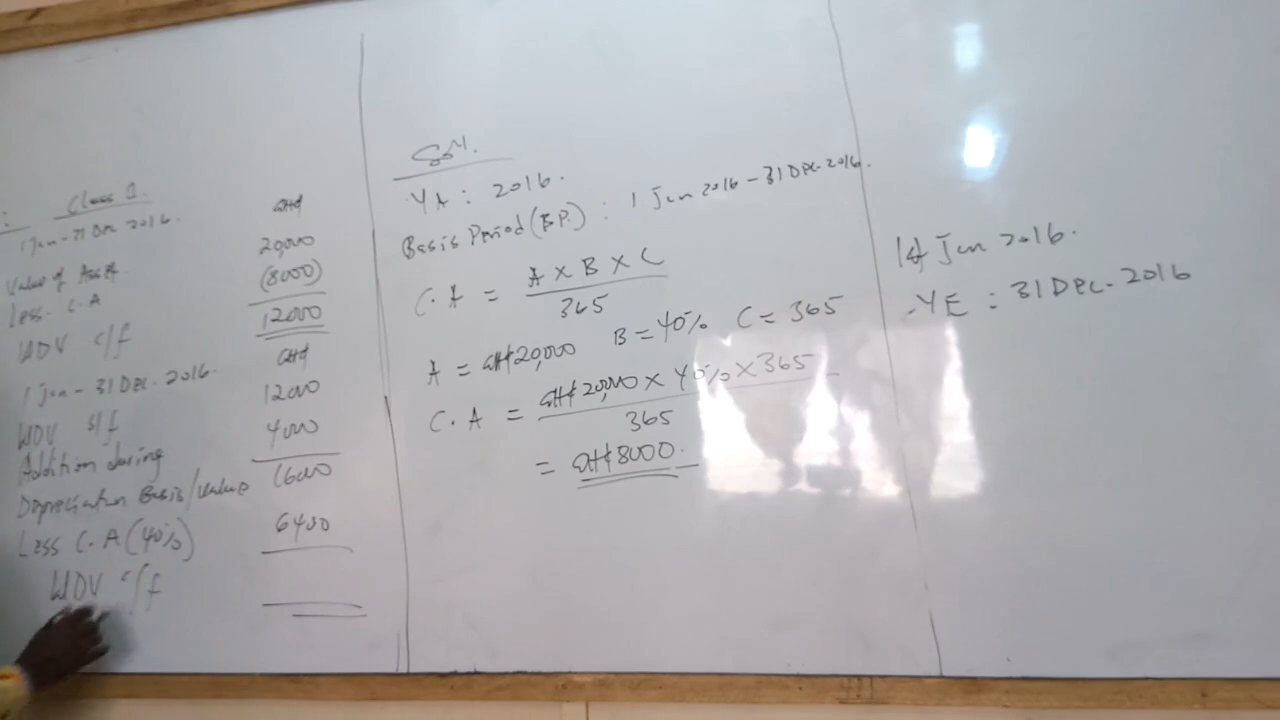 Class 1
1 Jan - 31 Dec 2016.
GH¢
Value of Asset 20,000
Less. C.A (8000)
WDV c/f 12000
1 Jan - 31 Dec. 2016. GH¢
WDV s/f 12000
Addition during 4000
Depreciation Basis/value 16000
Less C.A (40%) 6400
WDV c/f
Soln.
YA: 2016.
Basis Period (B.P.) : 1 Jan 2016 - 31 Dec. 2016.
C.A = A x B x C
365
A = GH¢20,000 B = 40% C = 365
C.A = GH¢20,000 x 40% x 365
365
= GH¢8000.
1st Jan 2016.
YE : 31 Dec. 2016